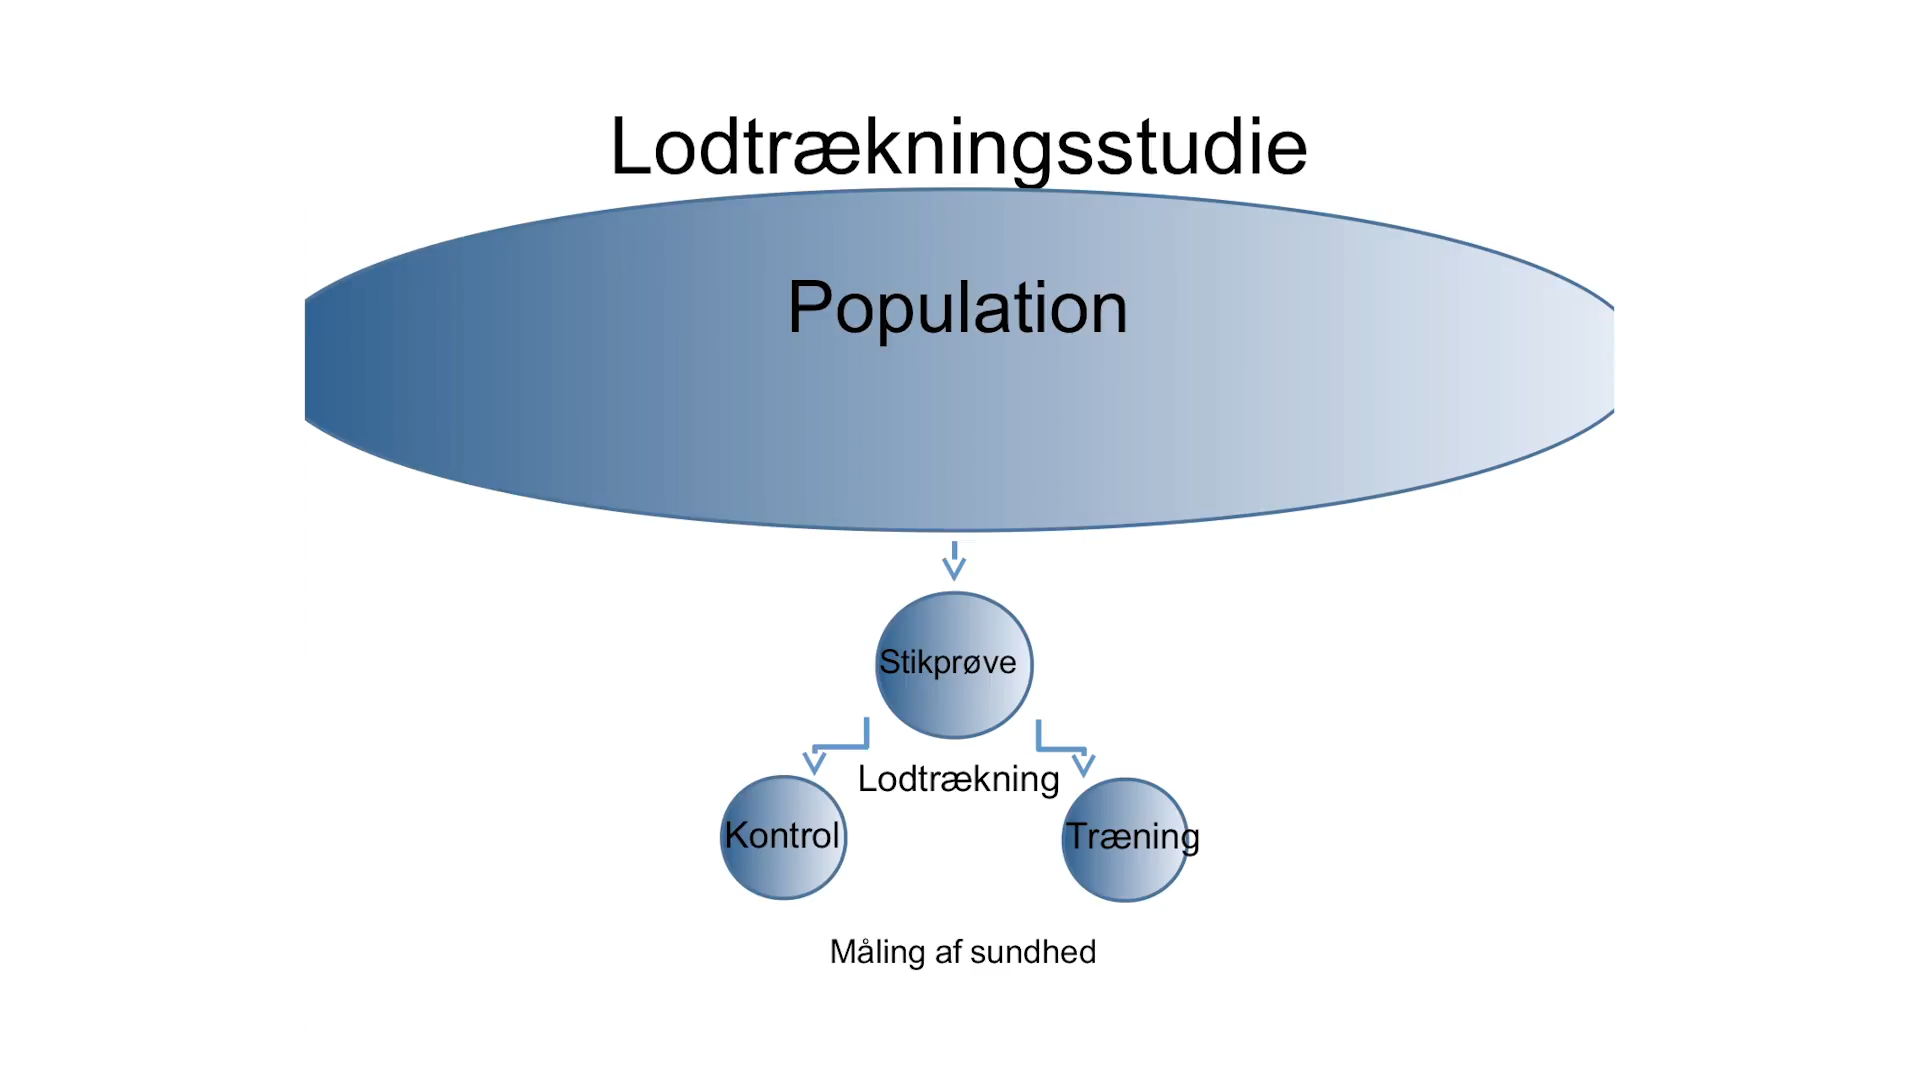 Lodtrækningsstudie
Population
Stikprøve
Lodtrækning
Kontrol
Træning
Måling af sundhed